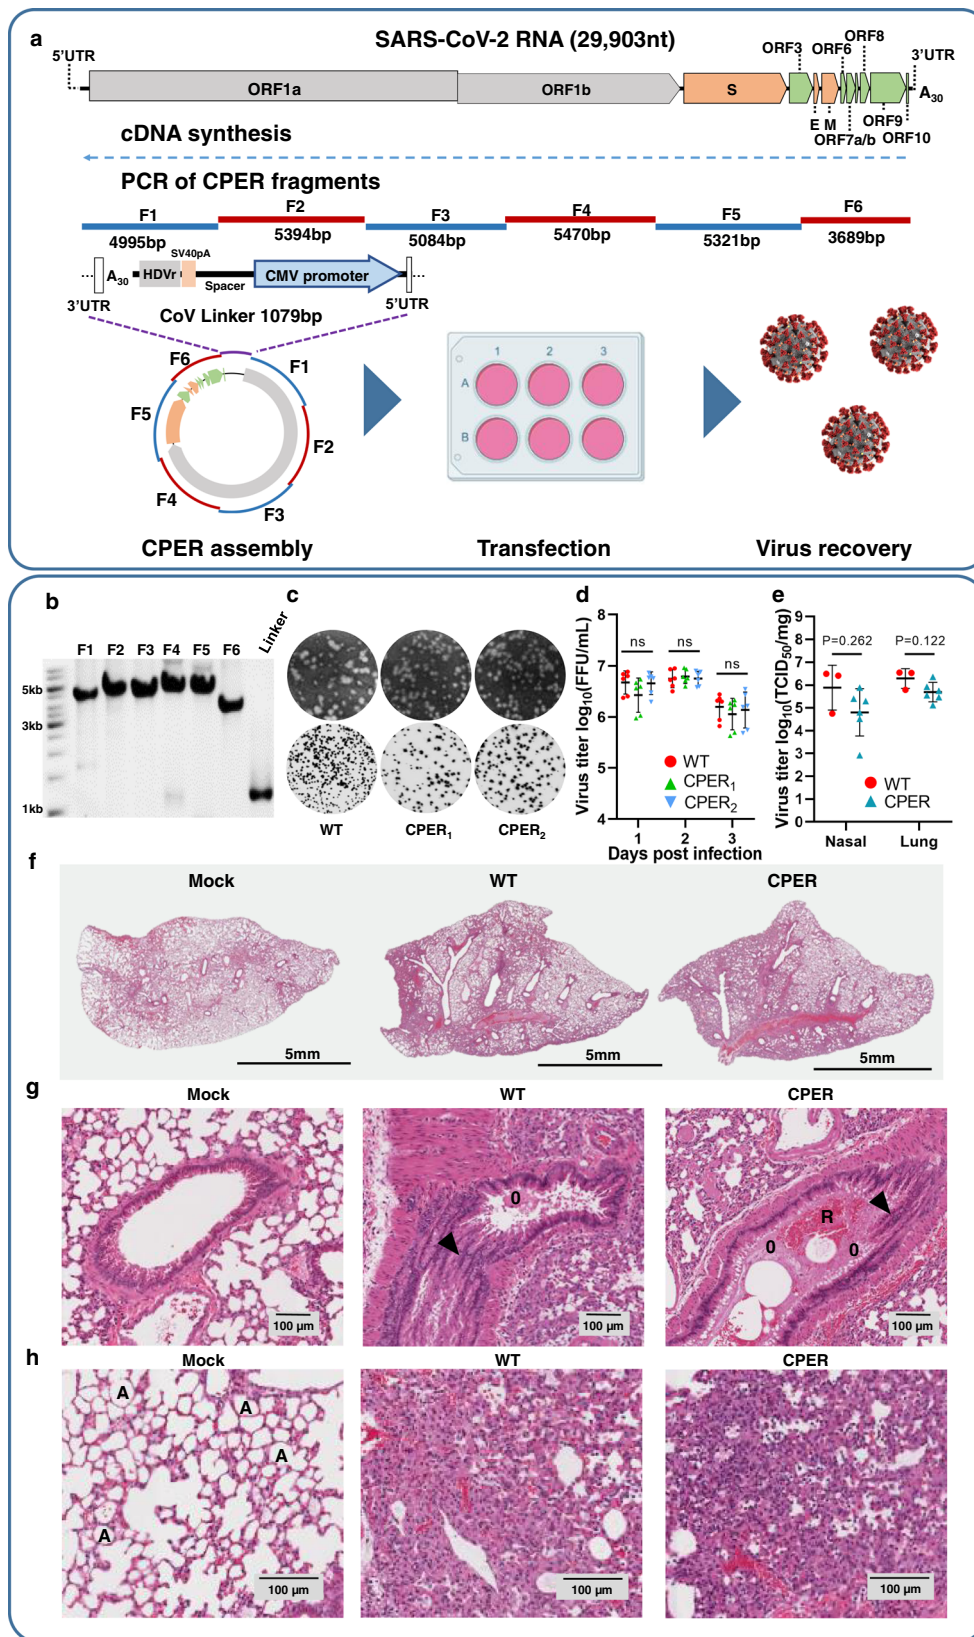 a
SARS-CoV-2 RNA (29,903nt)
5'UTR
ORF3
ORF6
ORF8
3'UTR
ORF1a
ORF1b
S
A30
E M
ORF7a/b
ORF9
ORF10
cDNA synthesis
PCR of CPER fragments
F1
F2
F3
F4
F5
F6
4995bp
5394bp
5084bp
5470bp
5321bp
3689bp
A30
HDVr
SV40pA
Spacer
CMV promoter
3'UTR
5'UTR
CoV Linker 1079bp
F6
F1
F5
F2
F4
F3
1 2 3
A
B
CPER assembly
Transfection
Virus recovery
b
F1 F2 F3 F4 F5 F6 Linker
5kb
3kb
1kb
c
WT
CPER1
CPER2
d
Virus titer log10(FFU/mL)
8
7
6
5
4
ns
ns
ns
WT
CPER1
CPER2
1 2 3
Days post infection
e
Virus titer log10(TCID50/mg)
9
8
7
6
5
4
3
2
1
0
P=0.262
P=0.122
WT
CPER
Nasal
Lung
f
Mock
WT
CPER
5mm
5mm
5mm
g
Mock
WT
CPER
0
R
0
0
100 µm
100 µm
100 µm
h
Mock
WT
CPER
A
A
A
A
100 µm
100 µm
100 µm